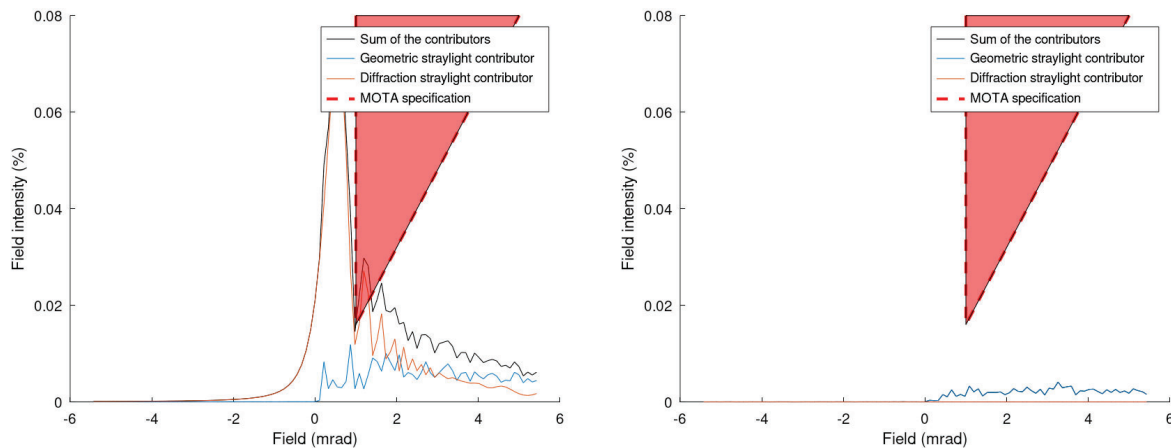 0.08
0.06
0.04
0.02
0
Field intensity (%)
-6 -4 -2 0 2 4 6
Field (mrad)
Sum of the contributors
Geometric straylight contributor
Diffraction straylight contributor
MOTA specification
0.08
0.06
0.04
0.02
0
Field intensity (%)
-6 -4 -2 0 2 4 6
Field (mrad)
Sum of the contributors
Geometric straylight contributor
Diffraction straylight contributor
MOTA specification